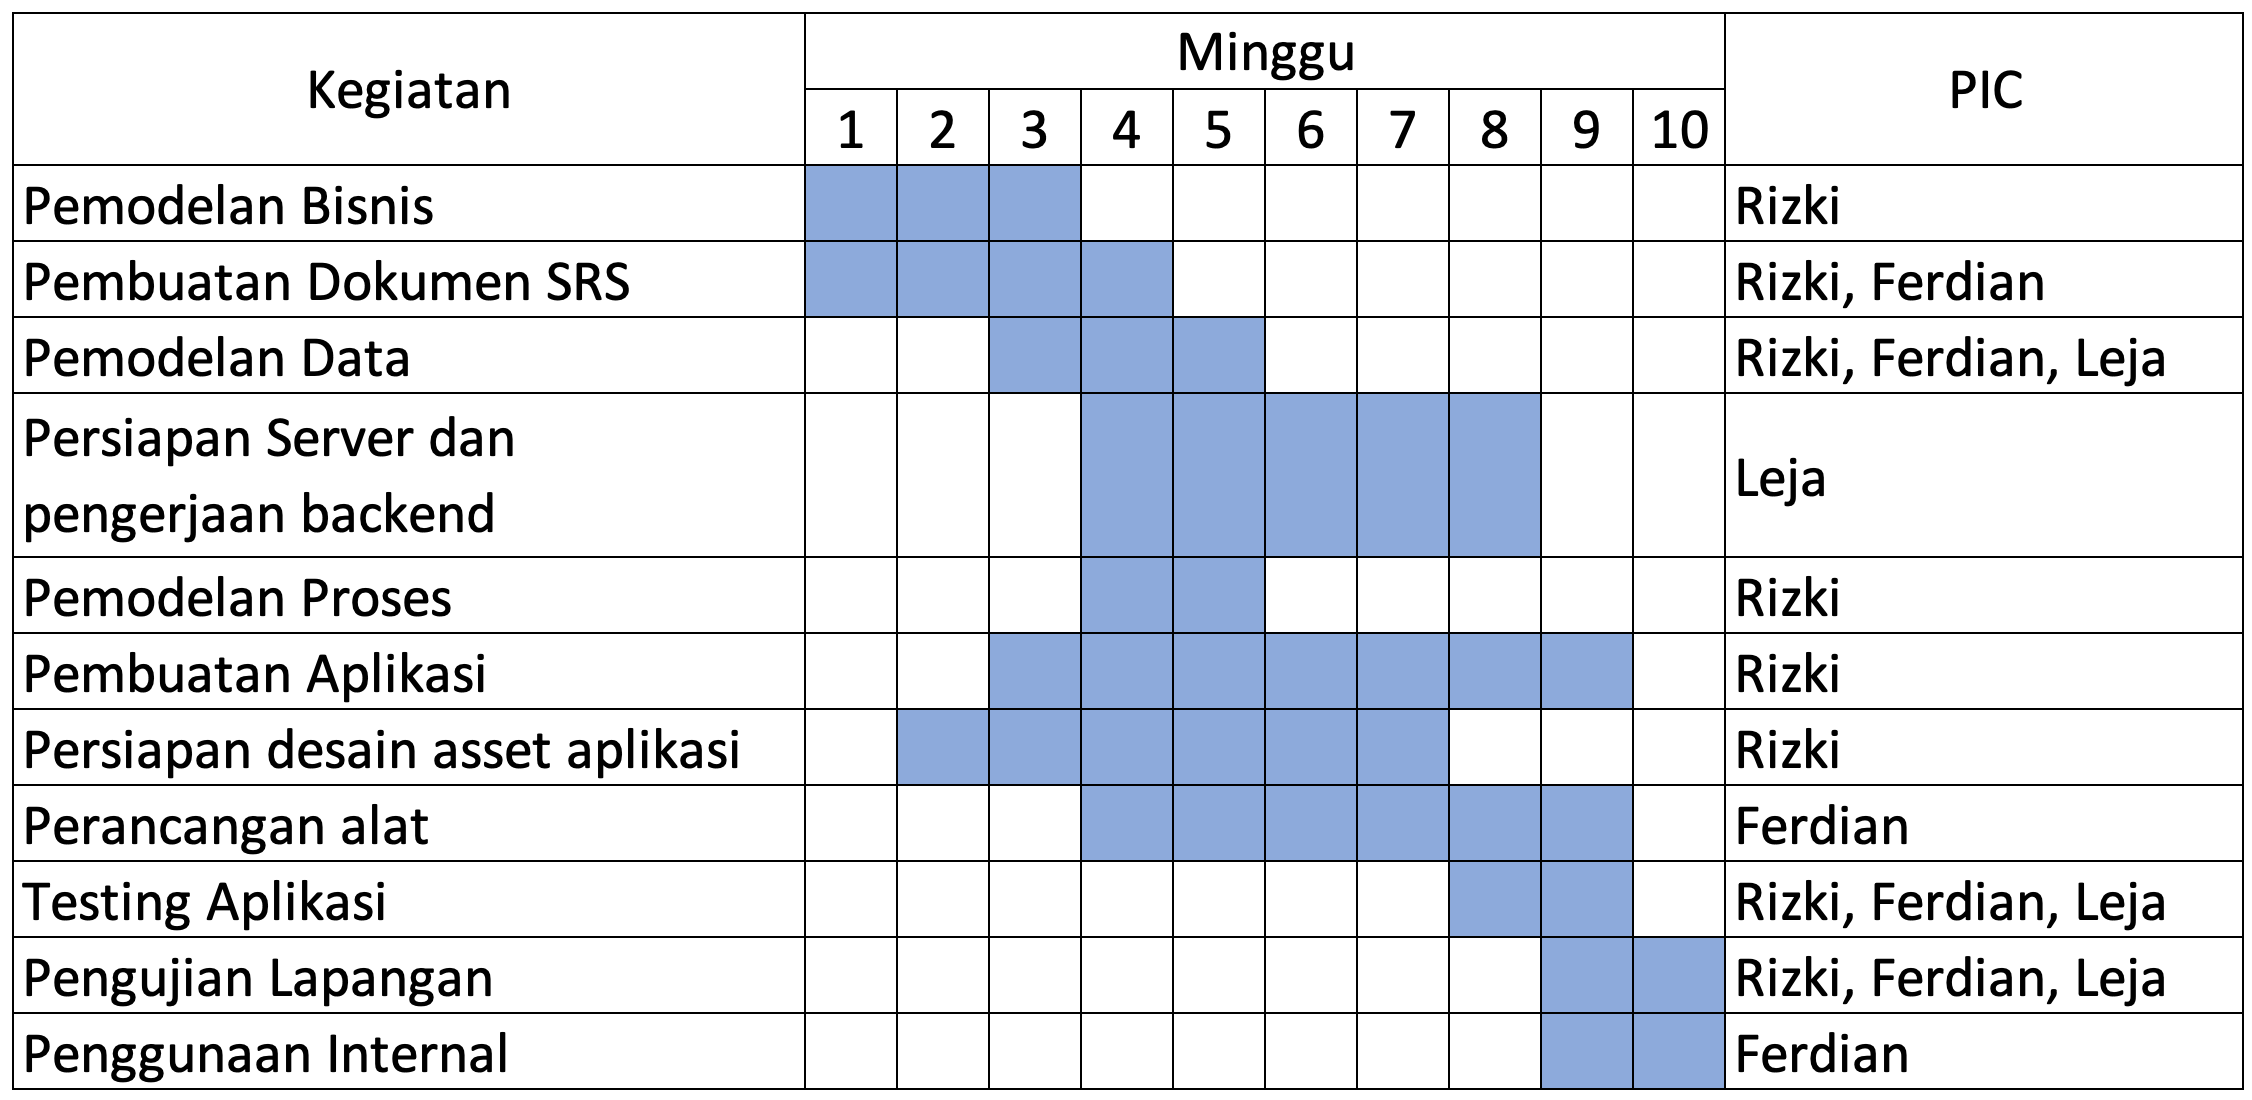 Kegiatan
Minggu
PIC
1 2 3 4 5 6 7 8 9 10
Pemodelan Bisnis
Rizki
Pembuatan Dokumen SRS
Rizki, Ferdian
Pemodelan Data
Rizki, Ferdian, Leja
Persiapan Server dan
pengerjaan backend
Leja
Pemodelan Proses
Rizki
Pembuatan Aplikasi
Rizki
Persiapan desain asset aplikasi
Rizki
Perancangan alat
Ferdian
Testing Aplikasi
Rizki, Ferdian, Leja
Pengujian Lapangan
Rizki, Ferdian, Leja
Penggunaan Internal
Ferdian